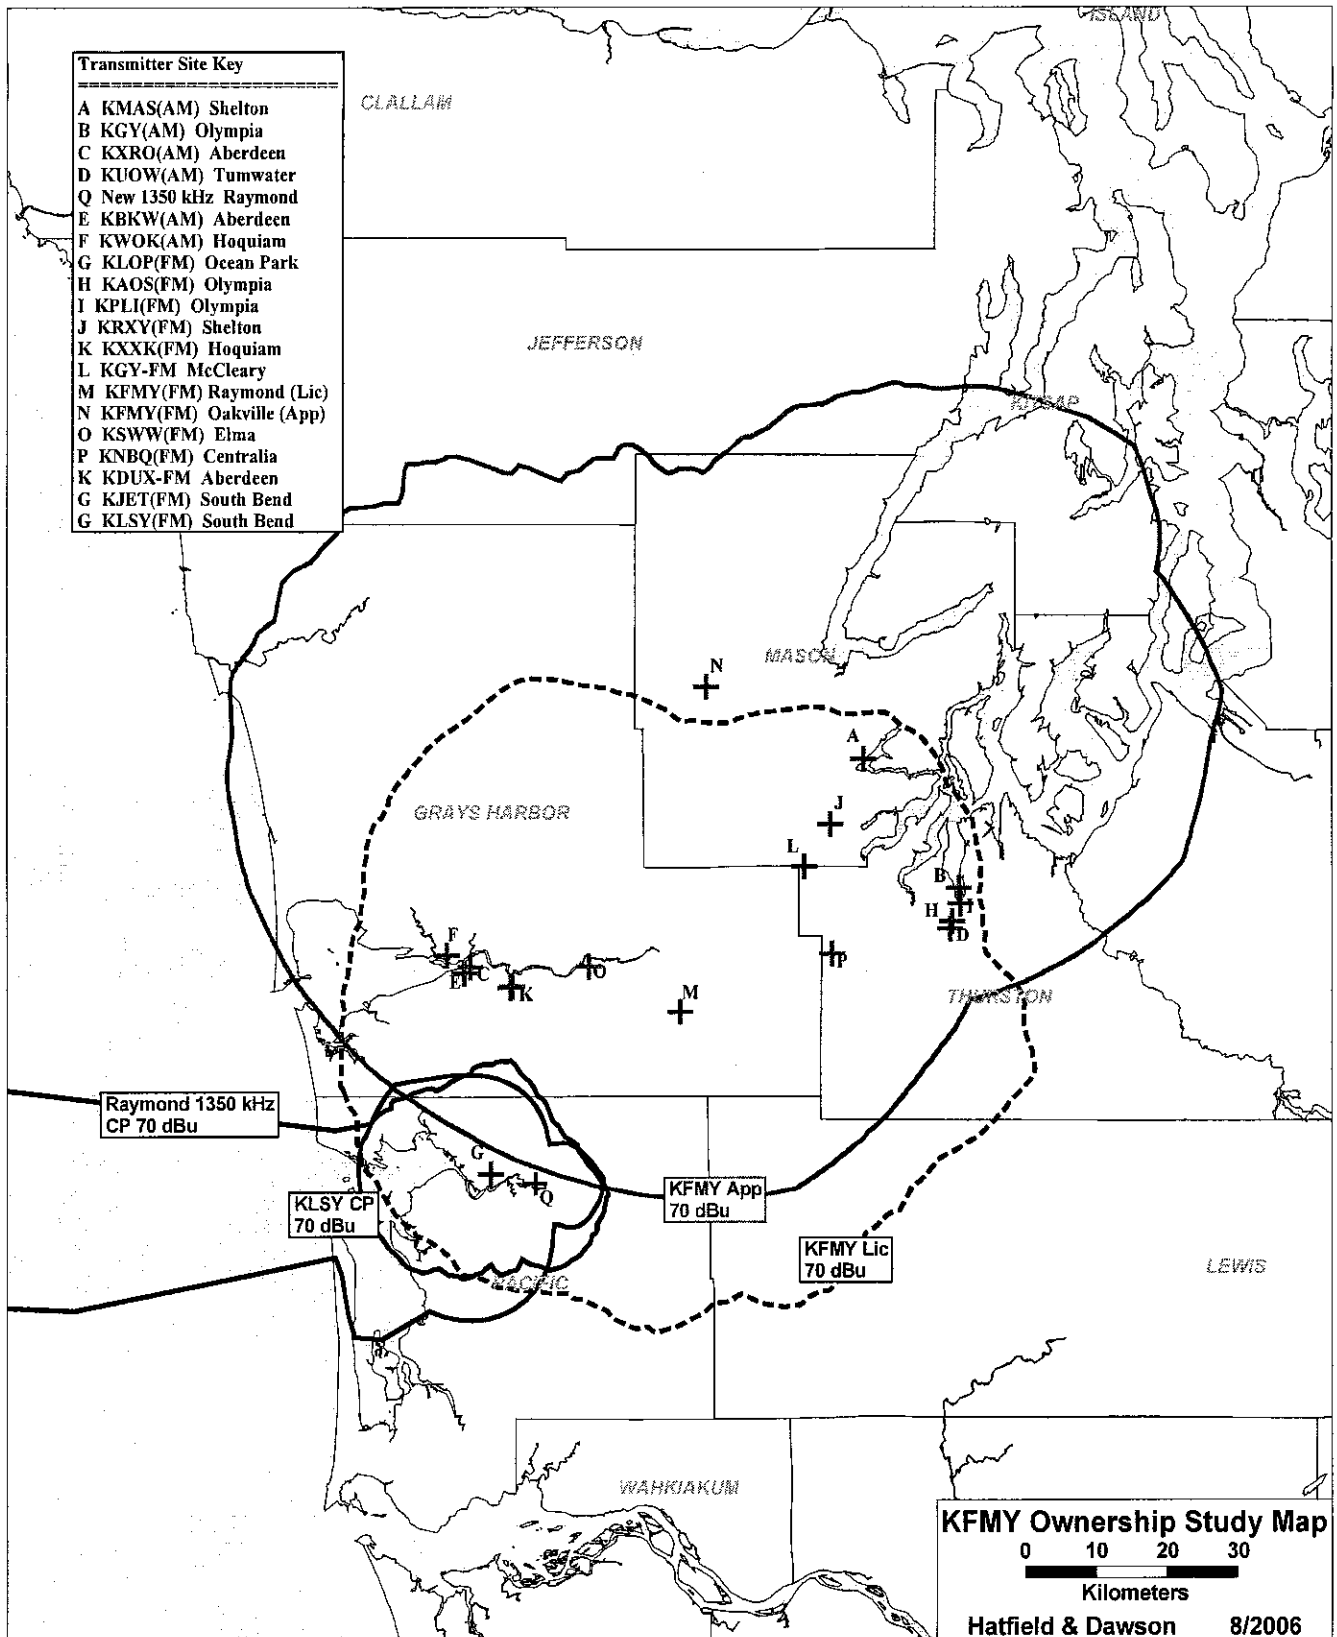 ISLAND
Transmitter Site Key
=============================
A KMAS(AM) Shelton
B KGY(AM) Olympia
C KXRO(AM) Aberdeen
D KUOW(AM) Tumwater
Q New 1350 kHz Raymond
E KBKW(AM) Aberdeen
F KWOK(AM) Hoquiam
G KLOP(FM) Ocean Park
H KAOS(FM) Olympia
I KPLI(FM) Olympia
J KRXY(FM) Shelton
K KXXK(FM) Hoquiam
L KGY-FM McCleary
M KFMY(FM) Raymond (Lic)
N KFMY(FM) Oakville (App)
O KSWW(FM) Elma
P KNBQ(FM) Centralia
K KDUX-FM Aberdeen
G KJET(FM) South Bend
G KLSY(FM) South Bend
CLALLAM
JEFFERSON
KITSAP
MASON
N
A
GRAYS HARBOR
J
L
B
I
H
D
F
E
C
K
O
P
M
THURSTON
Raymond 1350 kHz
CP 70 dBu
G
Q
KLSY CP
70 dBu
KFMY App
70 dBu
KFMY Lic
70 dBu
PACIFIC
LEWIS
WAHKIAKUM
KFMY Ownership Study Map
0 10 20 30
Kilometers
Hatfield & Dawson 8/2006